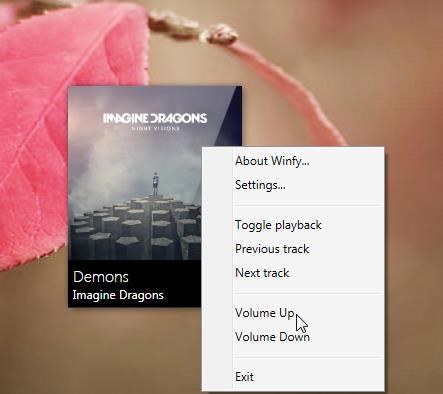 IMAGINE DRAGONS
NIGHT VISIONS
Demons
Imagine Dragons
About Winfy...
Settings...
Toggle playback
Previous track
Next track
Volume Up
Volume Down
Exit